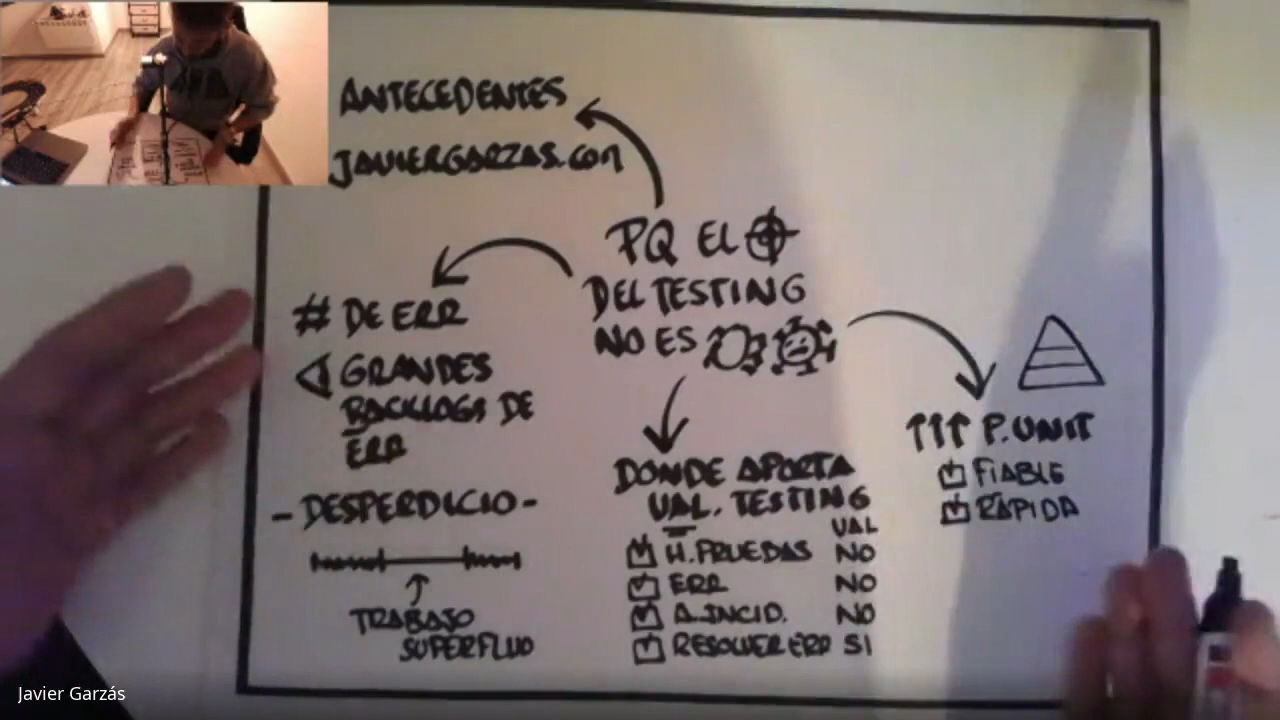 ANTECEDENTES
JAVIERGARZAS.COM
PQ EL
DEL TESTING
NO ES
# DE ERR
GRANDES
BACKLOGS DE
ERR
- DESPERDICIO -
TRABAJO
SUPERFLUO
DONDE APORTA
VAL. TESTING
VAL
H. PRUEBAS NO
ERR NO
A. INCID. NO
RESOLVER ERR SI
↑↑↑ P. UNIT
FIABLE
RÁPIDA
Javier Garzás